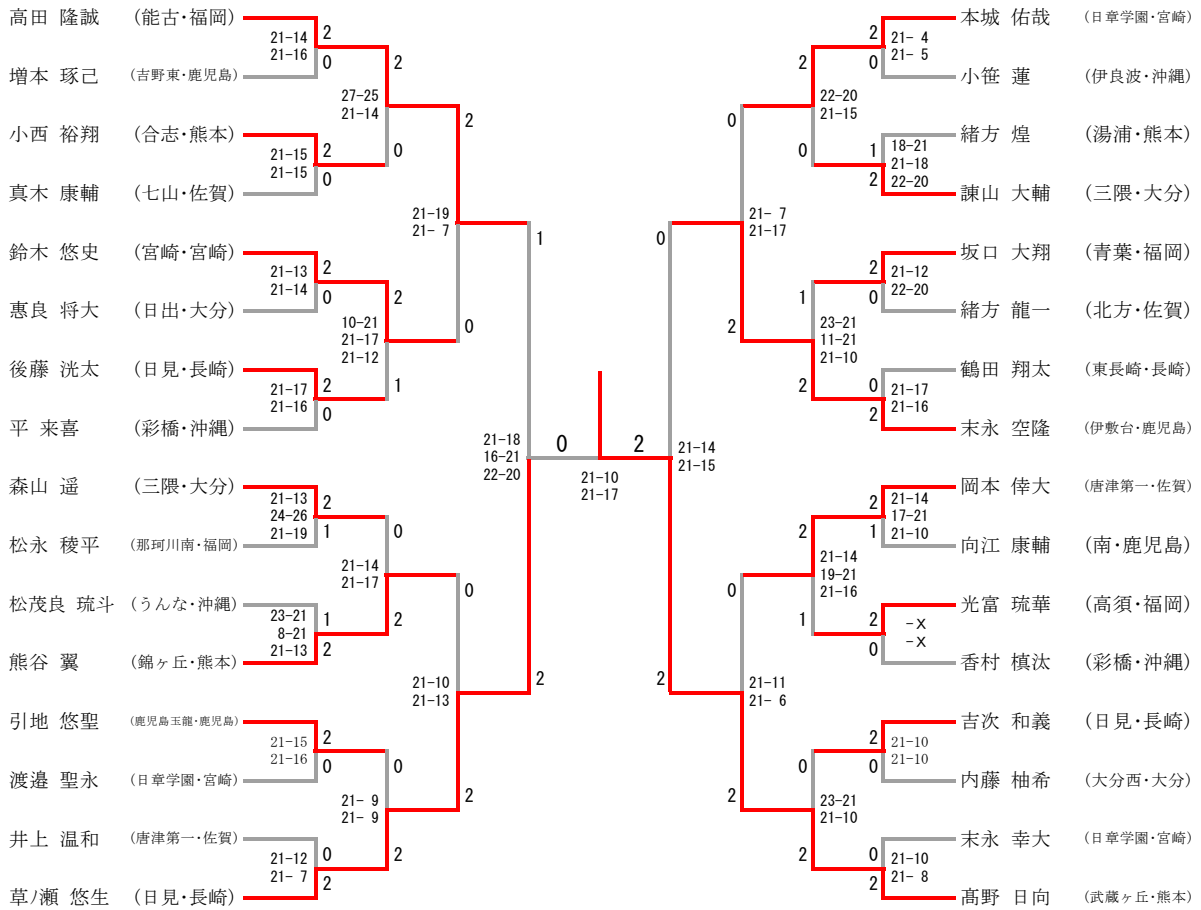 高田 隆誠 (能古・福岡)
21-14 2
21-16 0
増本 琢己 (吉野東・鹿児島)
27-25 2
21-14 0
小西 裕翔 (合志・熊本)
21-15 2
21-15 0
真木 康輔 (七山・佐賀)
21-19 2
21- 7 0
鈴木 悠史 (宮崎・宮崎)
21-13 2
21-14 0
惠良 将大 (日出・大分)
10-21 2
21-17
21-12 1
後藤 洸太 (日見・長崎)
21-17 2
21-16 0
平 来喜 (彩橋・沖縄)
21-18 1
16-21
22-20 2
森山 遥 (三隈・大分)
21-13 2
24-26
21-19 1
松永 稜平 (那珂川南・福岡)
21-14 0
21-17 2
松茂良 琉斗 (うんな・沖縄)
23-21 1
8-21
21-13 2
熊谷 翼 (錦ヶ丘・熊本)
21-10 0
21-13 2
引地 悠聖 (鹿児島玉龍・鹿児島)
21-15 2
21-16 0
渡邉 聖永 (日章学園・宮崎)
21- 9 0
21- 9 2
井上 温和 (唐津第一・佐賀)
21-12 0
21- 7 2
草ノ瀬 悠生 (日見・長崎)
0 2
21-10
21-17
本城 佑哉 (日章学園・宮崎)
2 21- 4
0 21- 5
小笹 蓮 (伊良波・沖縄)
2 22-20
0 21-15
緒方 煌 (湯浦・熊本)
1 18-21
21-18
2 22-20
諌山 大輔 (三隈・大分)
0 21- 7
2 21-17
坂口 大翔 (青葉・福岡)
2 21-12
0 22-20
緒方 龍一 (北方・佐賀)
1 23-21
11-21
2 21-10
鶴田 翔太 (東長崎・長崎)
0 21-17
2 21-16
末永 空隆 (伊敷台・鹿児島)
0 21-14
2 21-15
岡本 倖大 (唐津第一・佐賀)
2 21-14
17-21
1 21-10
向江 康輔 (南・鹿児島)
2 21-14
19-21
1 21-16
光富 琉華 (高須・福岡)
2 -X
0 -X
香村 槙汰 (彩橋・沖縄)
0 21-11
2 21- 6
吉次 和義 (日見・長崎)
2 21-10
0 21-10
内藤 柚希 (大分西・大分)
0 23-21
2 21-10
末永 幸大 (日章学園・宮崎)
0 21-10
2 21- 8
髙野 日向 (武蔵ヶ丘・熊本)